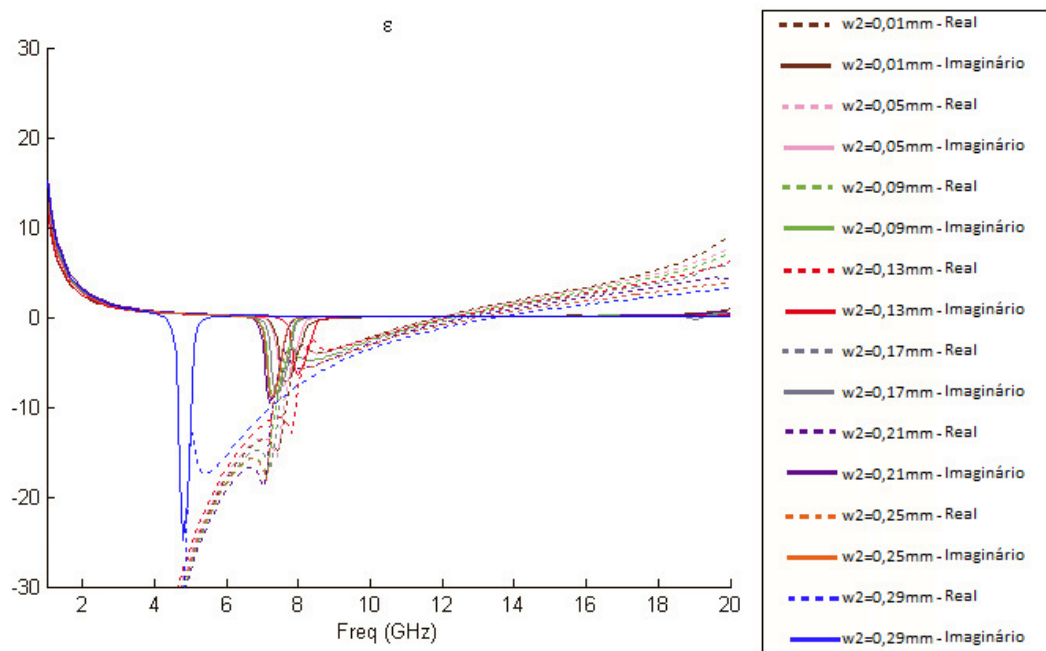 ε
30
20
10
0
-10
-20
-30
2 4 6 8 10 12 14 16 18 20
Freq (GHz)
w2=0,01mm - Real
w2=0,01mm - Imaginário
w2=0,05mm - Real
w2=0,05mm - Imaginário
w2=0,09mm - Real
w2=0,09mm - Imaginário
w2=0,13mm - Real
w2=0,13mm - Imaginário
w2=0,17mm - Real
w2=0,17mm - Imaginário
w2=0,21mm - Real
w2=0,21mm - Imaginário
w2=0,25mm - Real
w2=0,25mm - Imaginário
w2=0,29mm - Real
w2=0,29mm - Imaginário